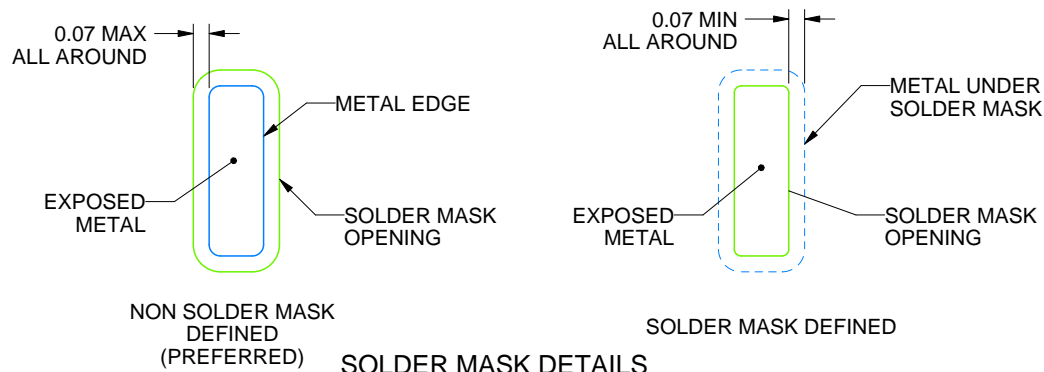 0.07 MAX
ALL AROUND
METAL EDGE
EXPOSED
METAL
SOLDER MASK
OPENING
NON SOLDER MASK
DEFINED
(PREFERRED)
0.07 MIN
ALL AROUND
METAL UNDER
SOLDER MASK
EXPOSED
METAL
SOLDER MASK
OPENING
SOLDER MASK DEFINED
SOLDER MASK DETAILS